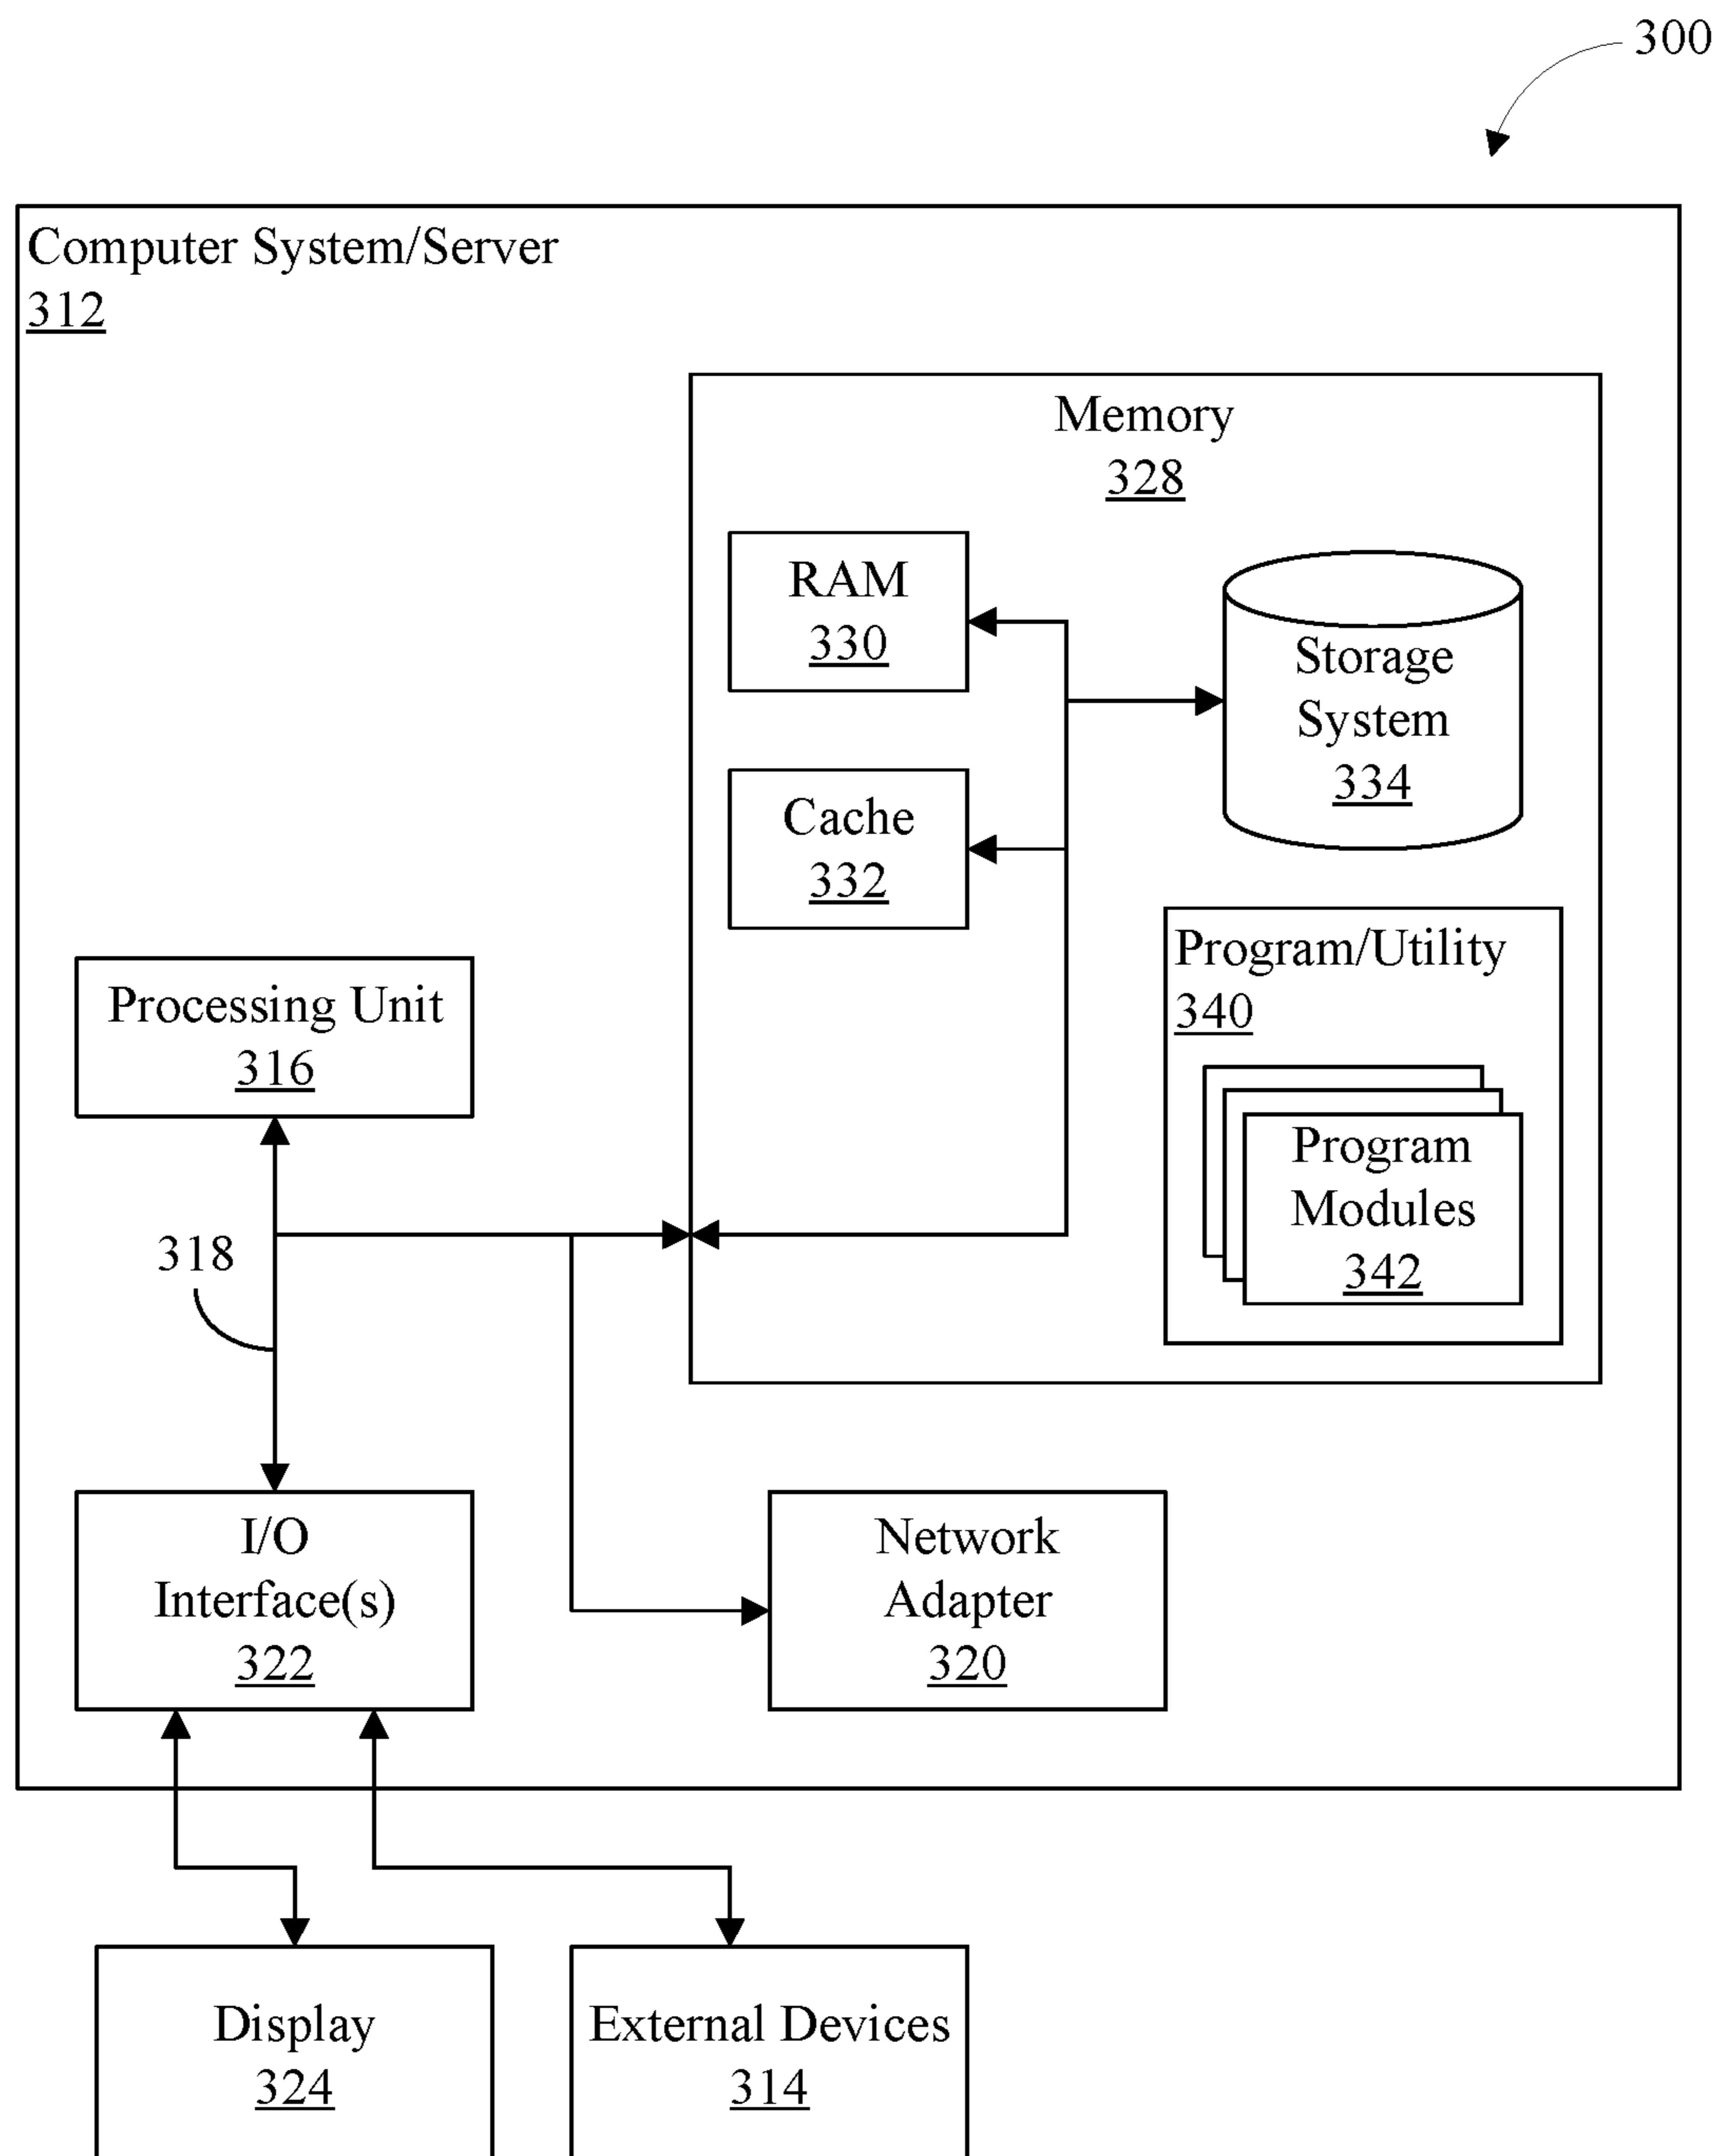 300
Computer System/Server
312
Memory
328
RAM
330
Storage
System
334
Cache
332
Program/Utility
340
Processing Unit
316
Program
Modules
342
318
I/O
Interface(s)
322
Network
Adapter
320
Display
324
External Devices
314